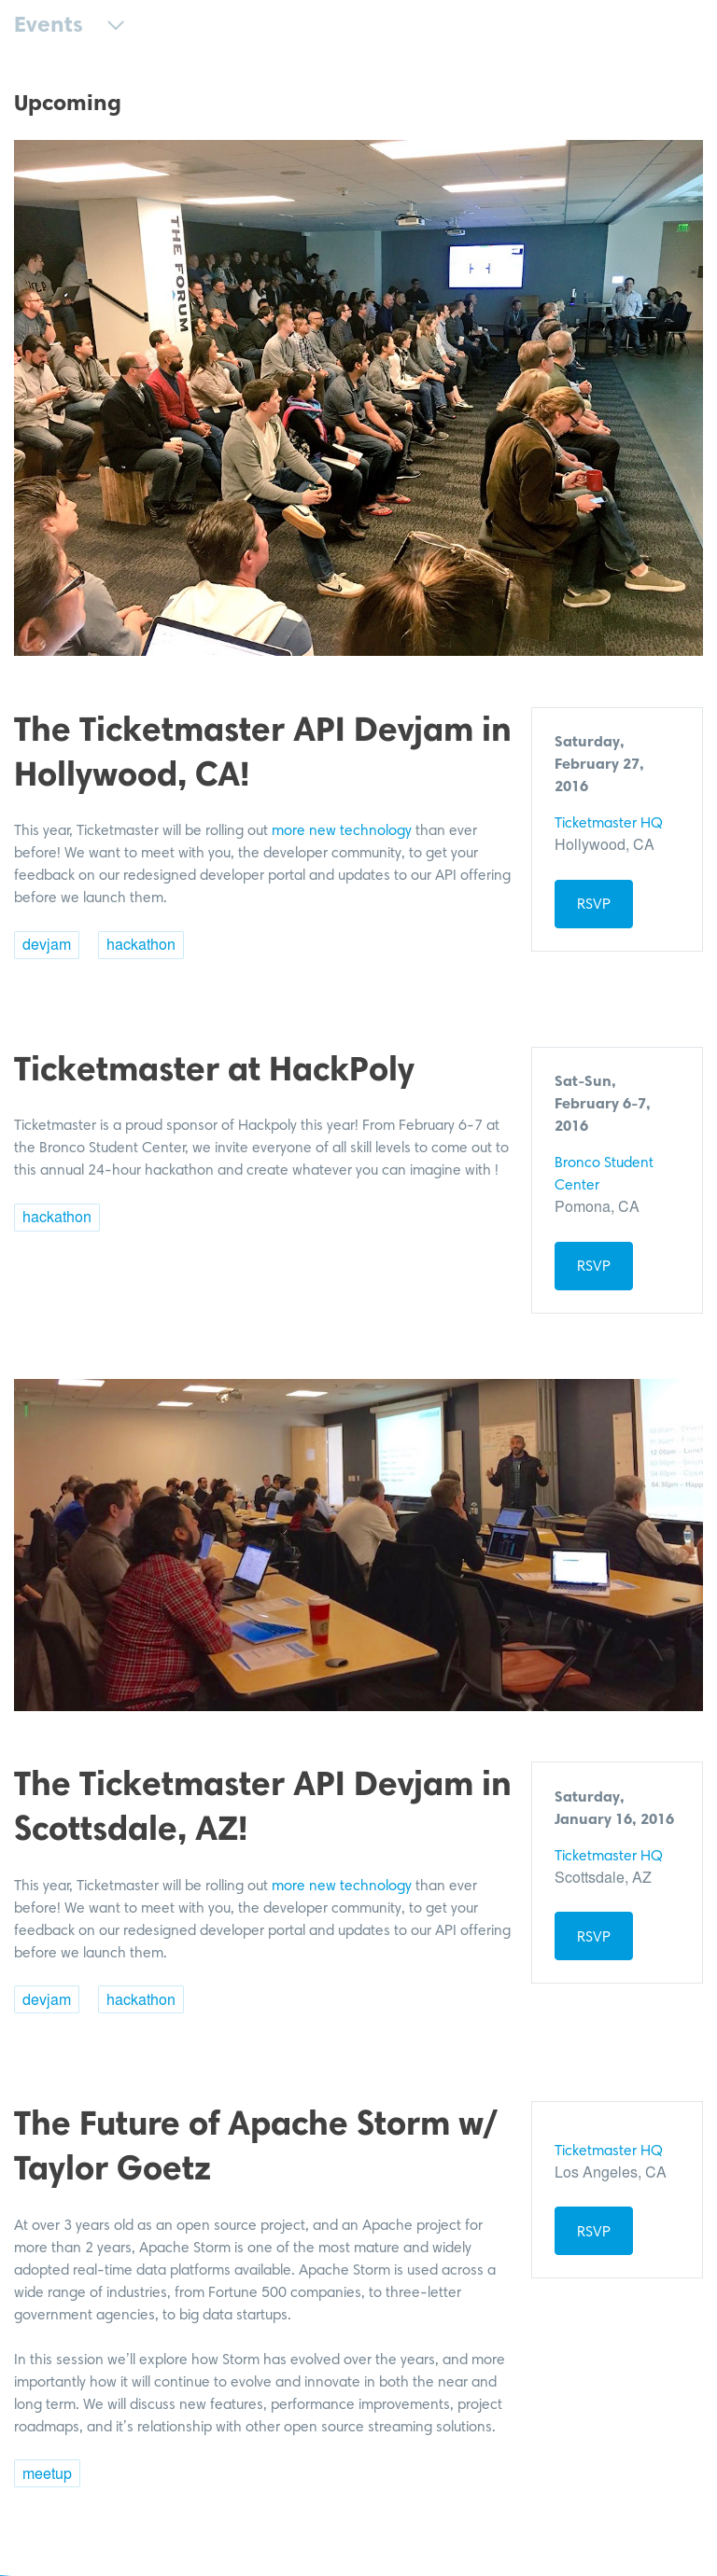 Events
Upcoming
THE FORUM
The Ticketmaster API Devjam in
Hollywood, CA!
This year, Ticketmaster will be rolling out more new technology than ever
before! We want to meet with you, the developer community, to get your
feedback on our redesigned developer portal and updates to our API offering
before we launch them.
devjam
hackathon
Saturday,
February 27,
2016
Ticketmaster HQ
Hollywood, CA
RSVP
Ticketmaster at HackPoly
Ticketmaster is a proud sponsor of Hackpoly this year! From February 6-7 at
the Bronco Student Center, we invite everyone of all skill levels to come out to
this annual 24-hour hackathon and create whatever you can imagine with !
hackathon
Sat-Sun,
February 6-7,
2016
Bronco Student
Center
Pomona, CA
RSVP
The Ticketmaster API Devjam in
Scottsdale, AZ!
This year, Ticketmaster will be rolling out more new technology than ever
before! We want to meet with you, the developer community, to get your
feedback on our redesigned developer portal and updates to our API offering
before we launch them.
devjam
hackathon
Saturday,
January 16, 2016
Ticketmaster HQ
Scottsdale, AZ
RSVP
The Future of Apache Storm w/
Taylor Goetz
At over 3 years old as an open source project, and an Apache project for
more than 2 years, Apache Storm is one of the most mature and widely
adopted real-time data platforms available. Apache Storm is used across a
wide range of industries, from Fortune 500 companies, to three-letter
government agencies, to big data startups.
In this session we'll explore how Storm has evolved over the years, and more
importantly how it will continue to evolve and innovate in both the near and
long term. We will discuss new features, performance improvements, project
roadmaps, and it's relationship with other open source streaming solutions.
meetup
Ticketmaster HQ
Los Angeles, CA
RSVP